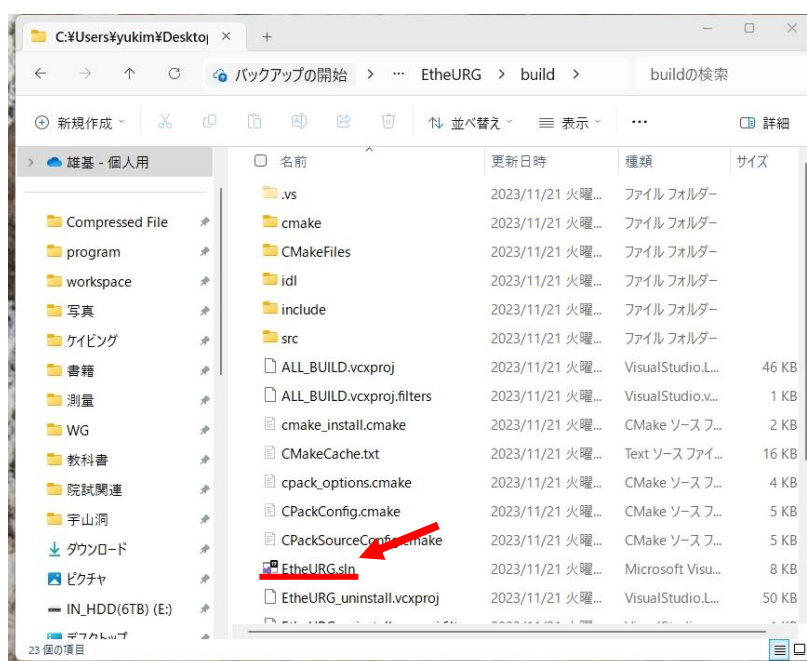 C:¥Users¥yukim¥Desktop
バックアップの開始 > … EtheURG > build > buildの検索
新規作成 並べ替え 表示 … 詳細
雄基 - 個人用
名前 更新日時 種類 サイズ
.vs 2023/11/21 火曜... ファイル フォルダー
Compressed File cmake 2023/11/21 火曜... ファイル フォルダー
program CMakeFiles 2023/11/21 火曜... ファイル フォルダー
workspace idl 2023/11/21 火曜... ファイル フォルダー
写真 include 2023/11/21 火曜... ファイル フォルダー
ケイビング src 2023/11/21 火曜... ファイル フォルダー
書籍 ALL_BUILD.vcxproj 2023/11/21 火曜... VisualStudio.L... 46 KB
測量 ALL_BUILD.vcxproj.filters 2023/11/21 火曜... VisualStudio.v... 1 KB
WG cmake_install.cmake 2023/11/21 火曜... CMake ソース フ... 2 KB
教科書 CMakeCache.txt 2023/11/21 火曜... Text ソース ファイ... 16 KB
院試関連 cpack_options.cmake 2023/11/21 火曜... CMake ソース フ... 4 KB
宇山洞 CPackConfig.cmake 2023/11/21 火曜... CMake ソース フ... 5 KB
ダウンロード CPackSourceConfig.cmake 2023/11/21 火曜... CMake ソース フ... 5 KB
ピクチャ EtheURG.sln 2023/11/21 火曜... Microsoft Visu... 8 KB
IN_HDD(6TB) (E:) EtheURG_uninstall.vcxproj 2023/11/21 火曜... VisualStudio.L... 50 KB
デスクトップ
23 個の項目